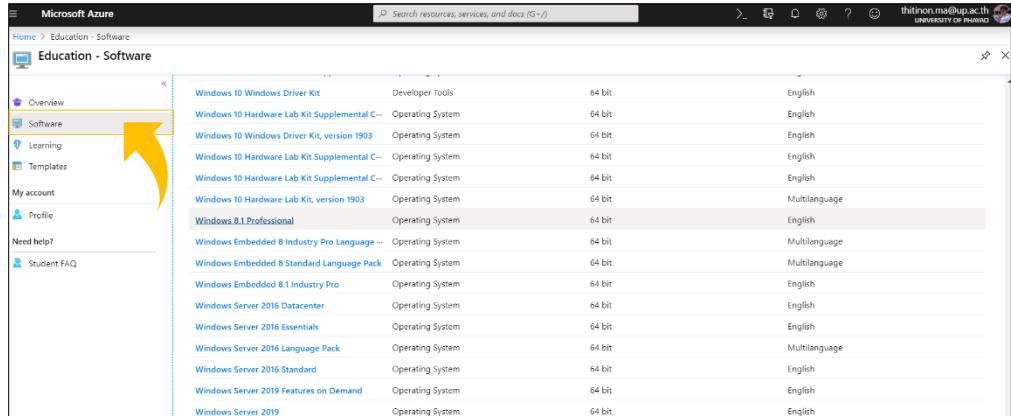 Microsoft Azure
Search resources, services, and docs (G+/)
thitinon.ma@up.ac.th
UNIVERSITY OF PHAYAO
Home > Education - Software
Education - Software
Overview
Software
Learning
Templates
My account
Profile
Need help?
Student FAQ
Windows 10 Windows Driver Kit Developer Tools 64 bit English
Windows 10 Hardware Lab Kit Supplemental C··· Operating System 64 bit English
Windows 10 Windows Driver Kit, version 1903 Operating System 64 bit English
Windows 10 Hardware Lab Kit Supplemental C··· Operating System 64 bit English
Windows 10 Hardware Lab Kit Supplemental C··· Operating System 64 bit English
Windows 10 Hardware Lab Kit, version 1903 Operating System 64 bit Multilanguage
Windows 8.1 Professional Operating System 64 bit English
Windows Embedded 8 Industry Pro Language ··· Operating System 64 bit Multilanguage
Windows Embedded 8 Standard Language Pack Operating System 64 bit Multilanguage
Windows Embedded 8.1 Industry Pro Operating System 64 bit English
Windows Server 2016 Datacenter Operating System 64 bit English
Windows Server 2016 Essentials Operating System 64 bit English
Windows Server 2016 Language Pack Operating System 64 bit Multilanguage
Windows Server 2016 Standard Operating System 64 bit English
Windows Server 2019 Features on Demand Operating System 64 bit English
Windows Server 2019 Operating System 64 bit English